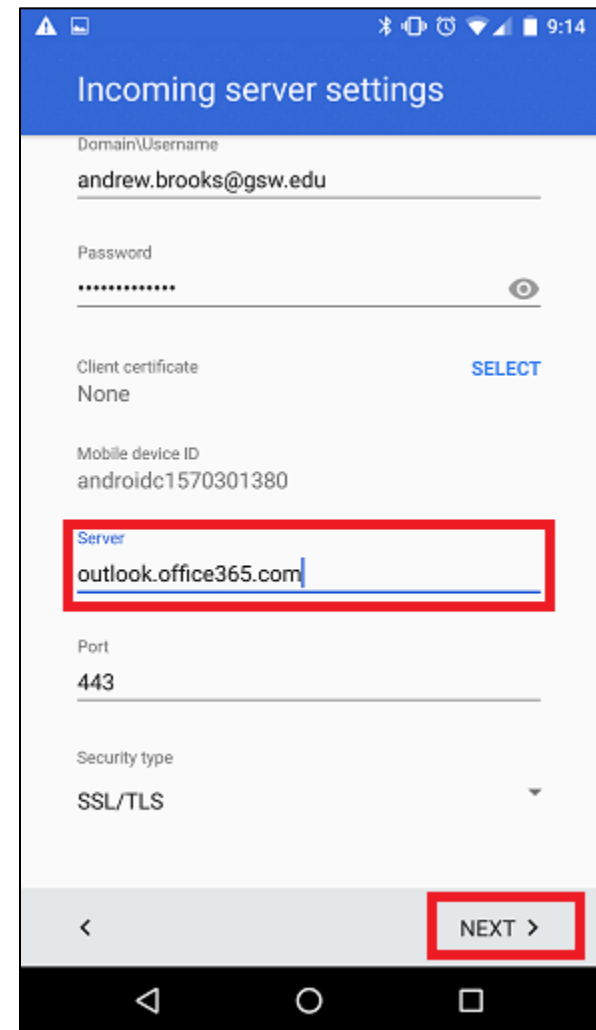 9:14
Incoming server settings
Domain\Username
andrew.brooks@gsw.edu
Password
•••••••••••••
Client certificate
SELECT
None
Mobile device ID
androidc1570301380
Server
outlook.office365.com
Port
443
Security type
SSL/TLS
NEXT